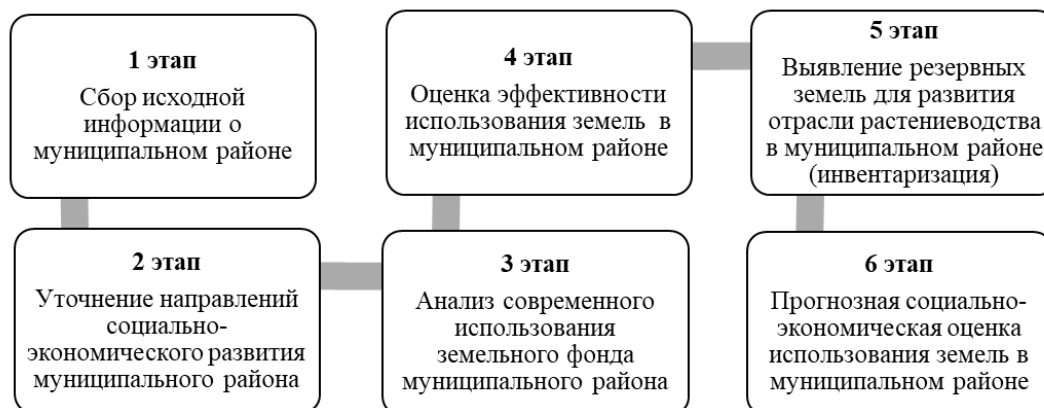 1 этап
Сбор исходной
информации о
муниципальном районе
2 этап
Уточнение направлений
социально-
экономического развития
муниципального района
3 этап
Анализ современного
использования
земельного фонда
муниципального района
4 этап
Оценка эффективности
использования земель в
муниципальном районе
5 этап
Выявление резервных
земель для развития
отрасли растениеводства
в муниципальном районе
(инвентаризация)
6 этап
Прогнозная социально-
экономическая оценка
использования земель в
муниципальном районе